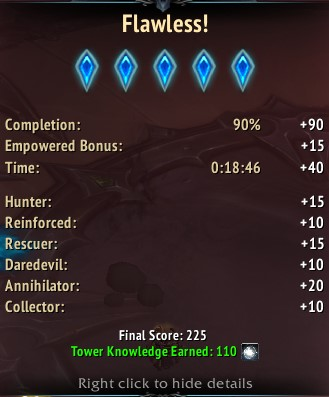 Flawless!
Completion: 90% +90
Empowered Bonus: +15
Time: 0:18:46 +40
Hunter: +15
Reinforced: +10
Rescuer: +15
Daredevil: +10
Annihilator: +20
Collector: +10
Final Score: 225
Tower Knowledge Earned: 110
Right click to hide details